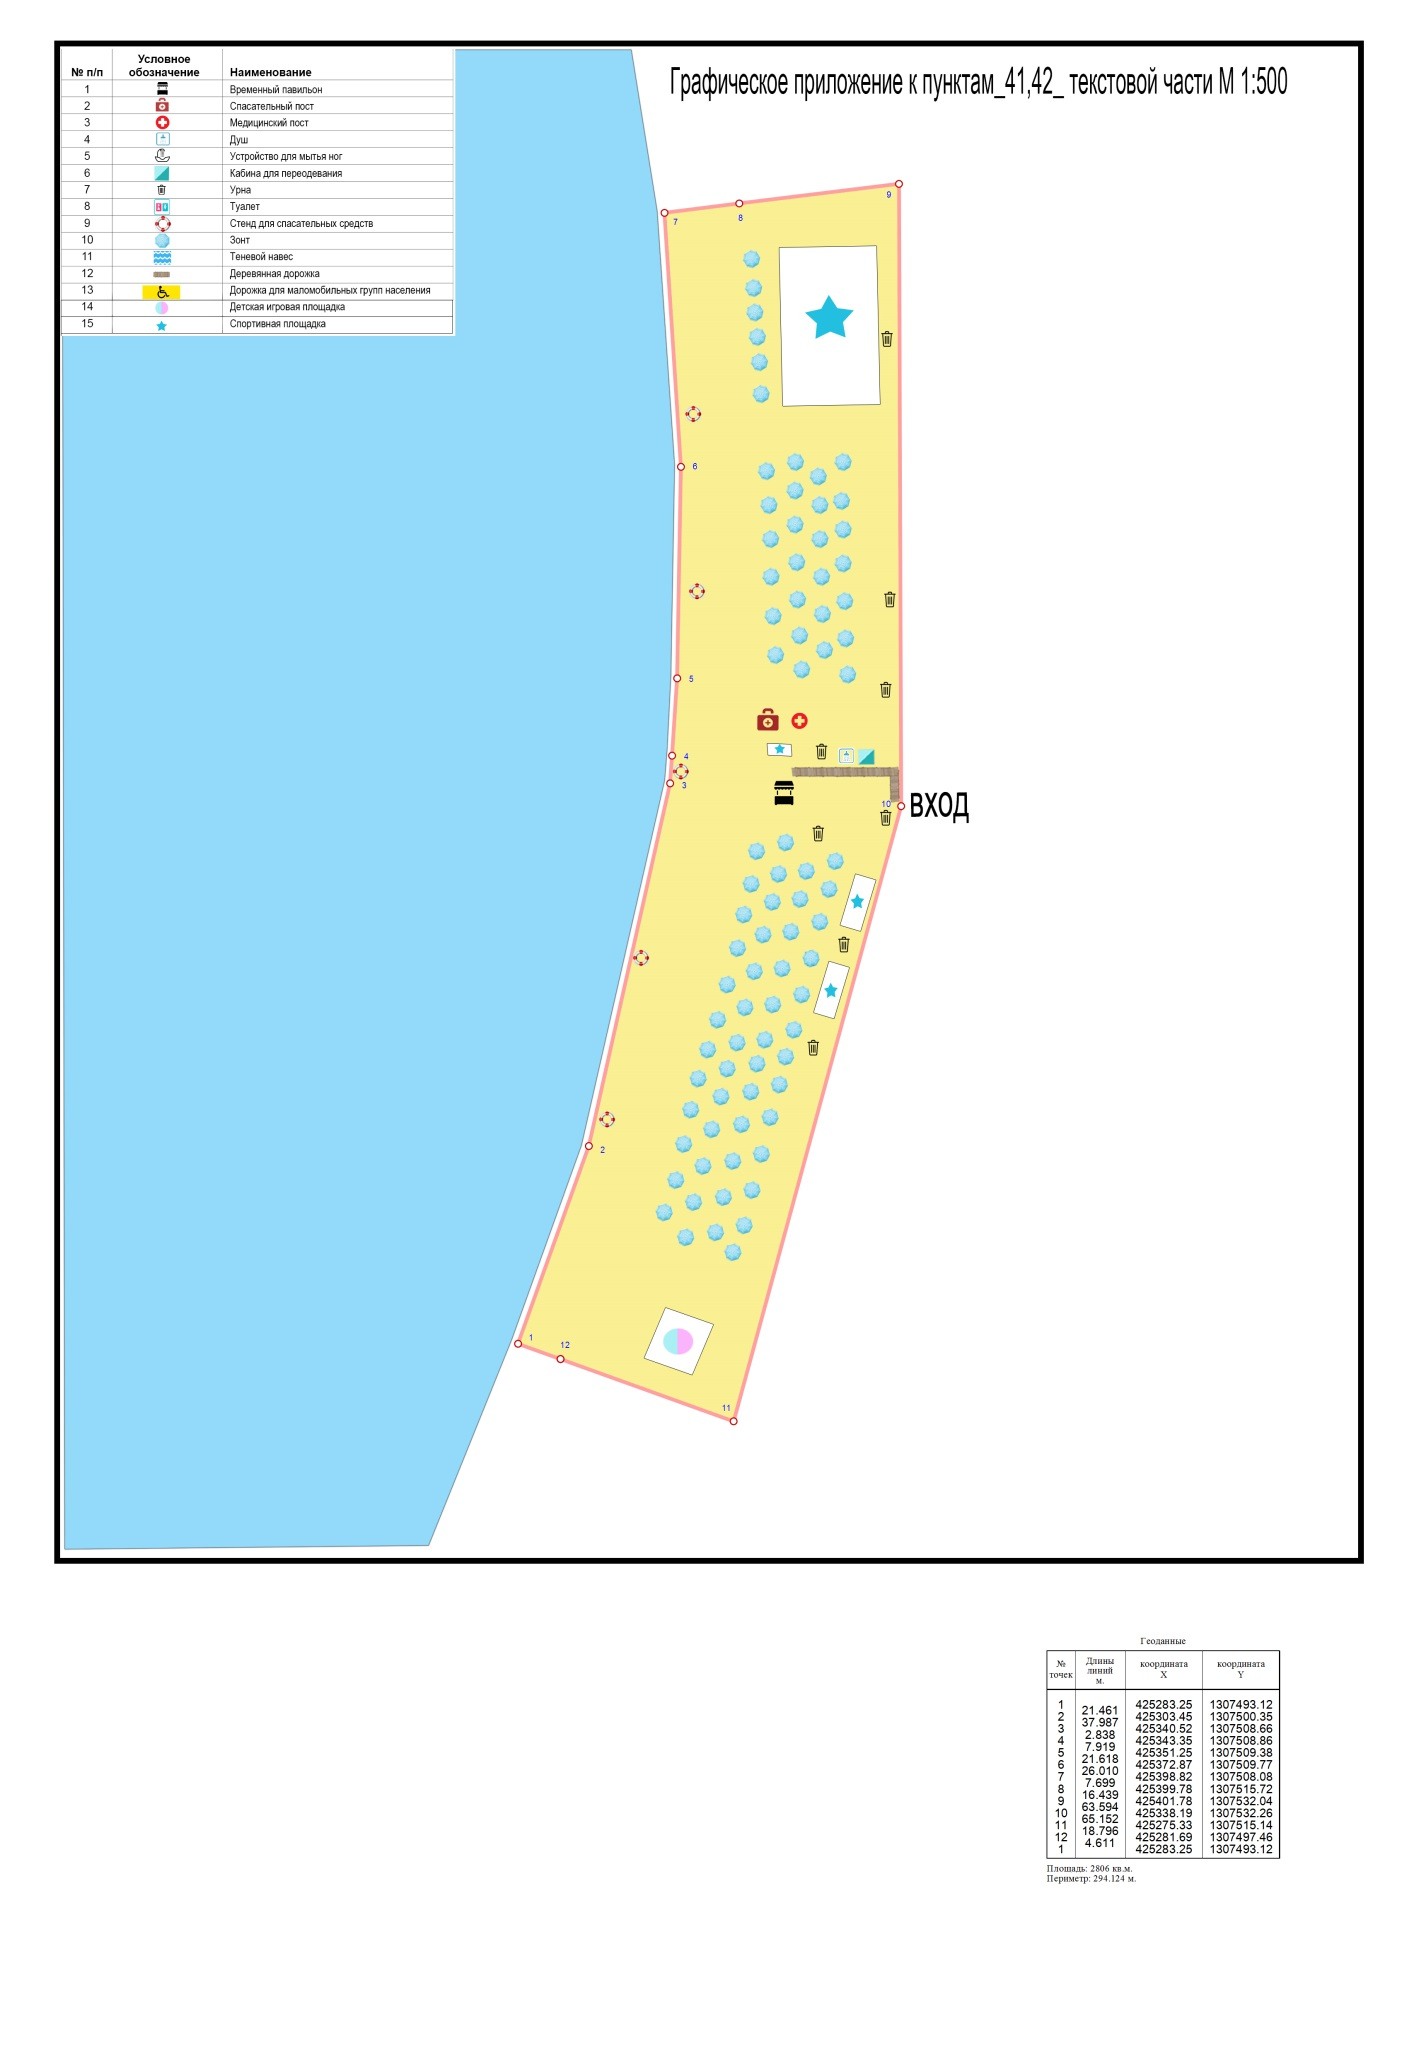 Графическое приложение к пунктам_41,42_ текстовой части М 1:500
№ п/п Условное обозначение Наименование
1 Временный павильон
2 Спасательный пост
3 Медицинский пост
4 Душ
5 Устройство для мытья ног
6 Кабина для переодевания
7 Урна
8 Туалет
9 Стенд для спасательных средств
10 Зонт
11 Теневой навес
12 Деревянная дорожка
13 Дорожка для маломобильных групп населения
14 Детская игровая площадка
15 Спортивная площадка
9
8
7
6
5
4
3
10
ВХОД
2
1
12
11
Геоданные
№ точек Длины линий м. координата X координата Y
1 425283.25 1307493.12
21.461
2 425303.45 1307500.35
37.987
3 425340.52 1307508.66
2.838
4 425343.35 1307508.86
7.919
5 425351.25 1307509.38
21.618
6 425372.87 1307509.77
26.010
7 425398.82 1307508.08
7.699
8 425399.78 1307515.72
16.439
9 425401.78 1307532.04
63.594
10 425338.19 1307532.26
65.152
11 425275.33 1307515.14
18.796
12 425281.69 1307497.46
4.611
1 425283.25 1307493.12
Площадь: 2806 кв.м.
Периметр: 294.124 м.